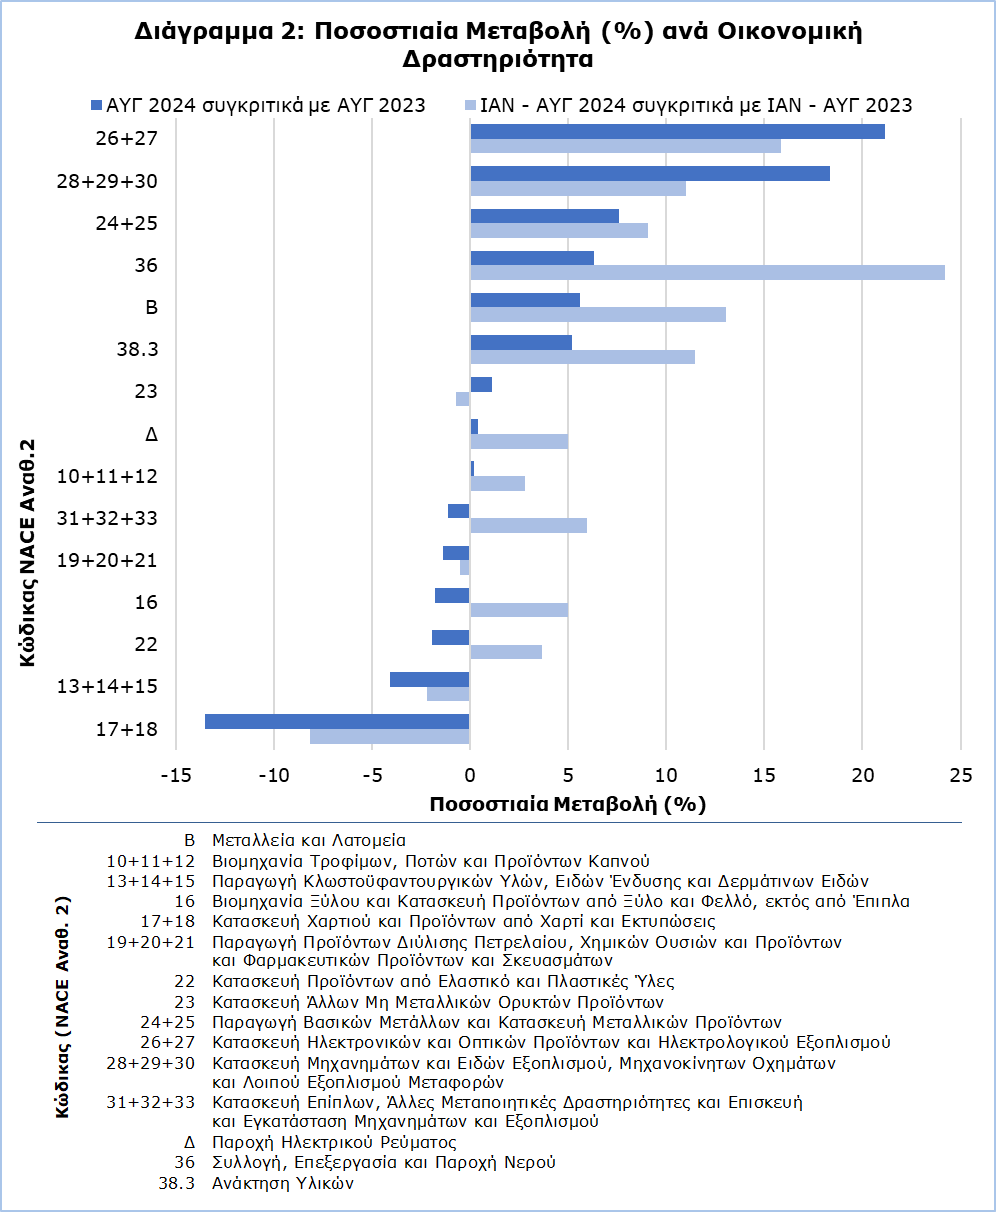 Διάγραμμα 2: Ποσοστιαία Μεταβολή (%) ανά Οικονομική
Δραστηριότητα
ΑΥΓ 2024 συγκριτικά με ΑΥΓ 2023
ΙΑΝ - ΑΥΓ 2024 συγκριτικά με ΙΑΝ - ΑΥΓ 2023
Κώδικας NACE Αναθ.2
26+27
28+29+30
24+25
36
Β
38.3
23
Δ
10+11+12
31+32+33
19+20+21
16
22
13+14+15
17+18
-15 -10 -5 0 5 10 15 20 25
Ποσοστιαία Μεταβολή (%)
Κώδικας (NACE Αναθ. 2)
Β Μεταλλεία και Λατομεία
10+11+12 Βιομηχανία Τροφίμων, Ποτών και Προϊόντων Καπνού
13+14+15 Παραγωγή Κλωστοϋφαντουργικών Υλών, Ειδών Ένδυσης και Δερμάτινων Ειδών
16 Βιομηχανία Ξύλου και Κατασκευή Προϊόντων από Ξύλο και Φελλό, εκτός από Έπιπλα
17+18 Κατασκευή Χαρτιού και Προϊόντων από Χαρτί και Εκτυπώσεις
19+20+21 Παραγωγή Προϊόντων Διύλισης Πετρελαίου, Χημικών Ουσιών και Προϊόντων
και Φαρμακευτικών Προϊόντων και Σκευασμάτων
22 Κατασκευή Προϊόντων από Ελαστικό και Πλαστικές Ύλες
23 Κατασκευή Άλλων Μη Μεταλλικών Ορυκτών Προϊόντων
24+25 Παραγωγή Βασικών Μετάλλων και Κατασκευή Μεταλλικών Προϊόντων
26+27 Κατασκευή Ηλεκτρονικών και Οπτικών Προϊόντων και Ηλεκτρολογικού Εξοπλισμού
28+29+30 Κατασκευή Μηχανημάτων και Ειδών Εξοπλισμού, Μηχανοκίνητων Οχημάτων
και Λοιπού Εξοπλισμού Μεταφορών
31+32+33 Κατασκευή Επίπλων, Άλλες Μεταποιητικές Δραστηριότητες και Επισκευή
και Εγκατάσταση Μηχανημάτων και Εξοπλισμού
Δ Παροχή Ηλεκτρικού Ρεύματος
36 Συλλογή, Επεξεργασία και Παροχή Νερού
38.3 Ανάκτηση Υλικών